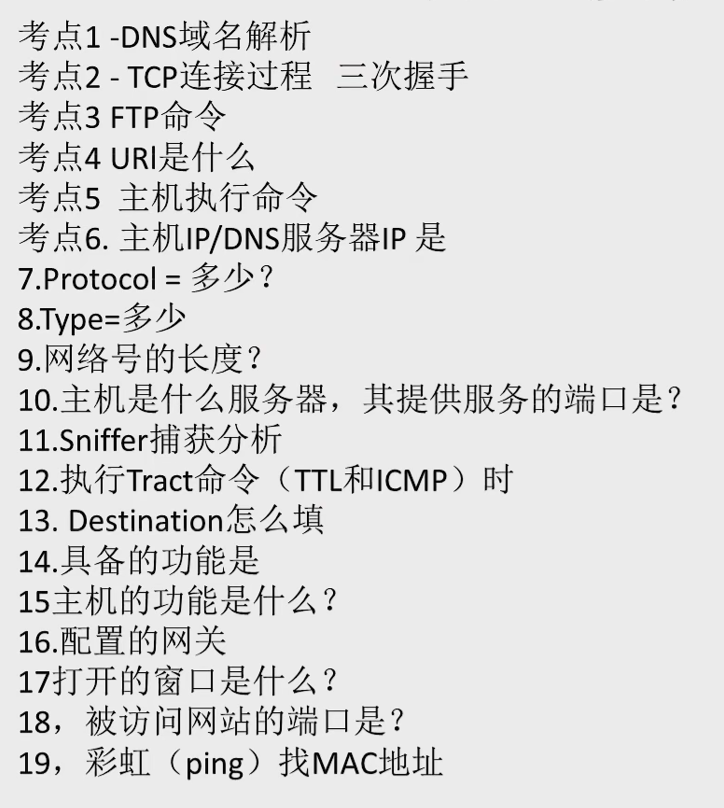 考点1 -DNS域名解析
考点2 - TCP连接过程 三次握手
考点3 FTP命令
考点4 URl是什么
考点5 主机执行命令
考点6. 主机IP/DNS服务器IP 是
7.Protocol = 多少？
8.Type=多少
9.网络号的长度？
10.主机是什么服务器，其提供服务的端口是？
11.Sniffer捕获分析
12.执行Tract命令（TTL和ICMP）时
13. Destination怎么填
14.具备的功能是
15主机的功能是什么？
16.配置的网关
17打开的窗口是什么？
18，被访问网站的端口是？
19，彩虹（ping）找MAC地址